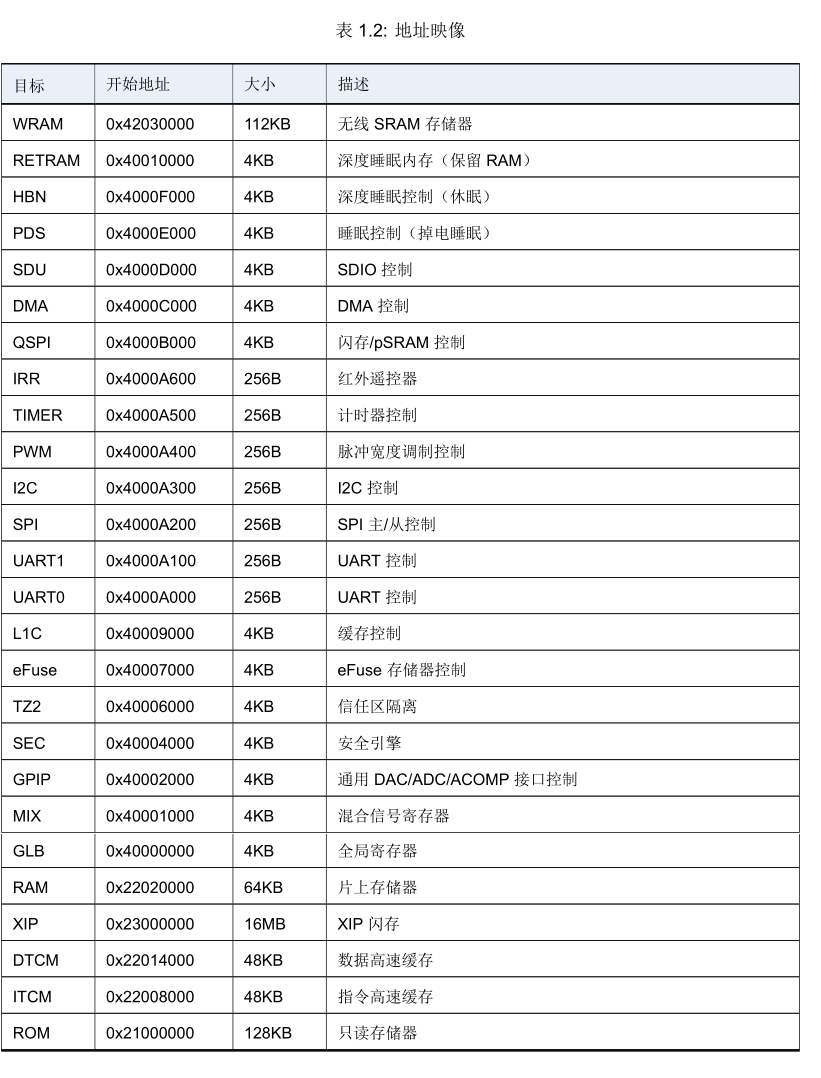 表 1.2: 地址映像
目标 开始地址 大小 描述
WRAM 0x42030000 112KB 无线 SRAM 存储器
RETRAM 0x40010000 4KB 深度睡眠内存（保留 RAM）
HBN 0x4000F000 4KB 深度睡眠控制（休眠）
PDS 0x4000E000 4KB 睡眠控制（掉电睡眠）
SDU 0x4000D000 4KB SDIO 控制
DMA 0x4000C000 4KB DMA 控制
QSPI 0x4000B000 4KB 闪存/pSRAM 控制
IRR 0x4000A600 256B 红外遥控器
TIMER 0x4000A500 256B 计时器控制
PWM 0x4000A400 256B 脉冲宽度调制控制
I2C 0x4000A300 256B I2C 控制
SPI 0x4000A200 256B SPI 主/从控制
UART1 0x4000A100 256B UART 控制
UART0 0x4000A000 256B UART 控制
L1C 0x40009000 4KB 缓存控制
eFuse 0x40007000 4KB eFuse 存储器控制
TZ2 0x40006000 4KB 信任区隔离
SEC 0x40004000 4KB 安全引擎
GPIP 0x40002000 4KB 通用 DAC/ADC/ACOMP 接口控制
MIX 0x40001000 4KB 混合信号寄存器
GLB 0x40000000 4KB 全局寄存器
RAM 0x22020000 64KB 片上存储器
XIP 0x23000000 16MB XIP 闪存
DTCM 0x22014000 48KB 数据高速缓存
ITCM 0x22008000 48KB 指令高速缓存
ROM 0x21000000 128KB 只读存储器